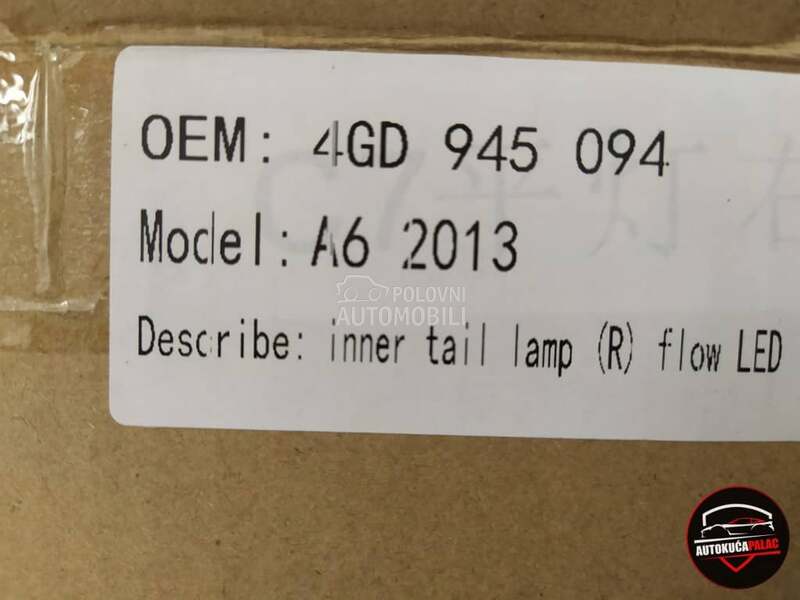 OEM: 4GD 945 094
Model: A6 2013
POLOVNI
AUTOMOBILI
Describe: inner tail lamp (R) flow LED
AUTOKUĆAPALAC